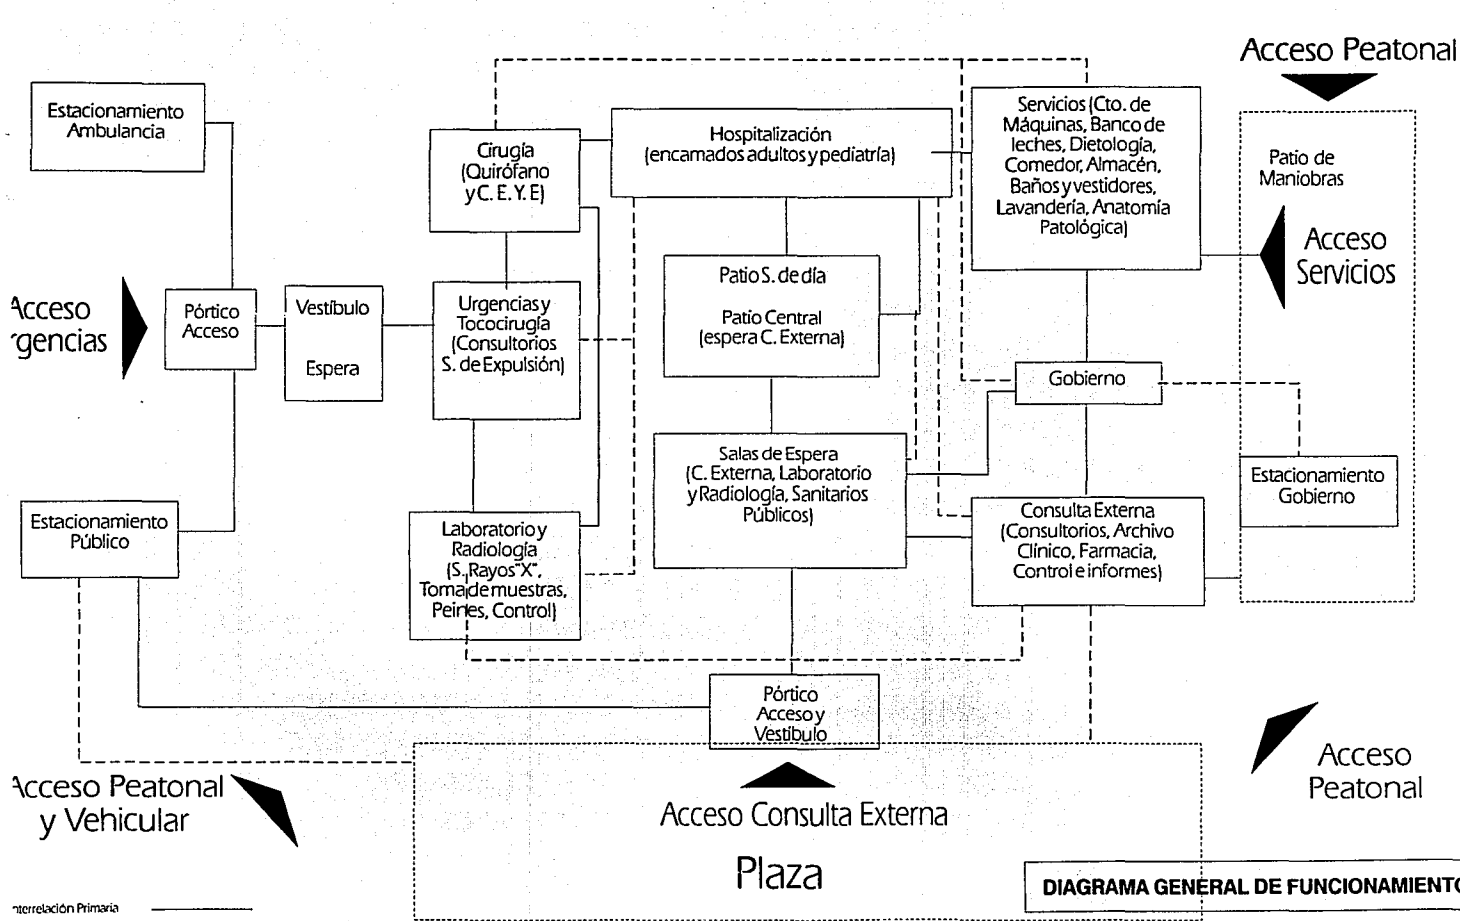 Acceso Peatonal
Estacionamiento
Ambulancia
Cirugía
(Quirófano
y C. E. Y. E)
Hospitalización
(encamados adultos y pediatría)
Servicios (Cto. de
Máquinas, Banco de
leches, Dietología,
Comedor, Almacén,
Baños y vestidores,
Lavandería, Anatomía
Patológica)
Patio de
Maniobras
Acceso
Servicios
Acceso
rgencias
Pórtico
Acceso
Vestíbulo
Espera
Urgencias y
Tococirugía
(Consultorios
S. de Expulsión)
Patio S. de día
Patio Central
(espera C. Externa)
Gobierno
Estacionamiento
Público
Laboratorio y
Radiología
(S. Rayos "X",
Toma de muestras,
Peines, Control)
Salas de Espera
(C. Externa, Laboratorio
y Radiología, Sanitarios
Públicos)
Consulta Externa
(Consultorios, Archivo
Clínico, Farmacia,
Control e informes)
Estacionamiento
Gobierno
Pórtico
Acceso y
Vestíbulo
Acceso Peatonal
y Vehicular
Acceso Consulta Externa
Plaza
Acceso
Peatonal
DIAGRAMA GENERAL DE FUNCIONAMIENTO
nterrelación Primaria